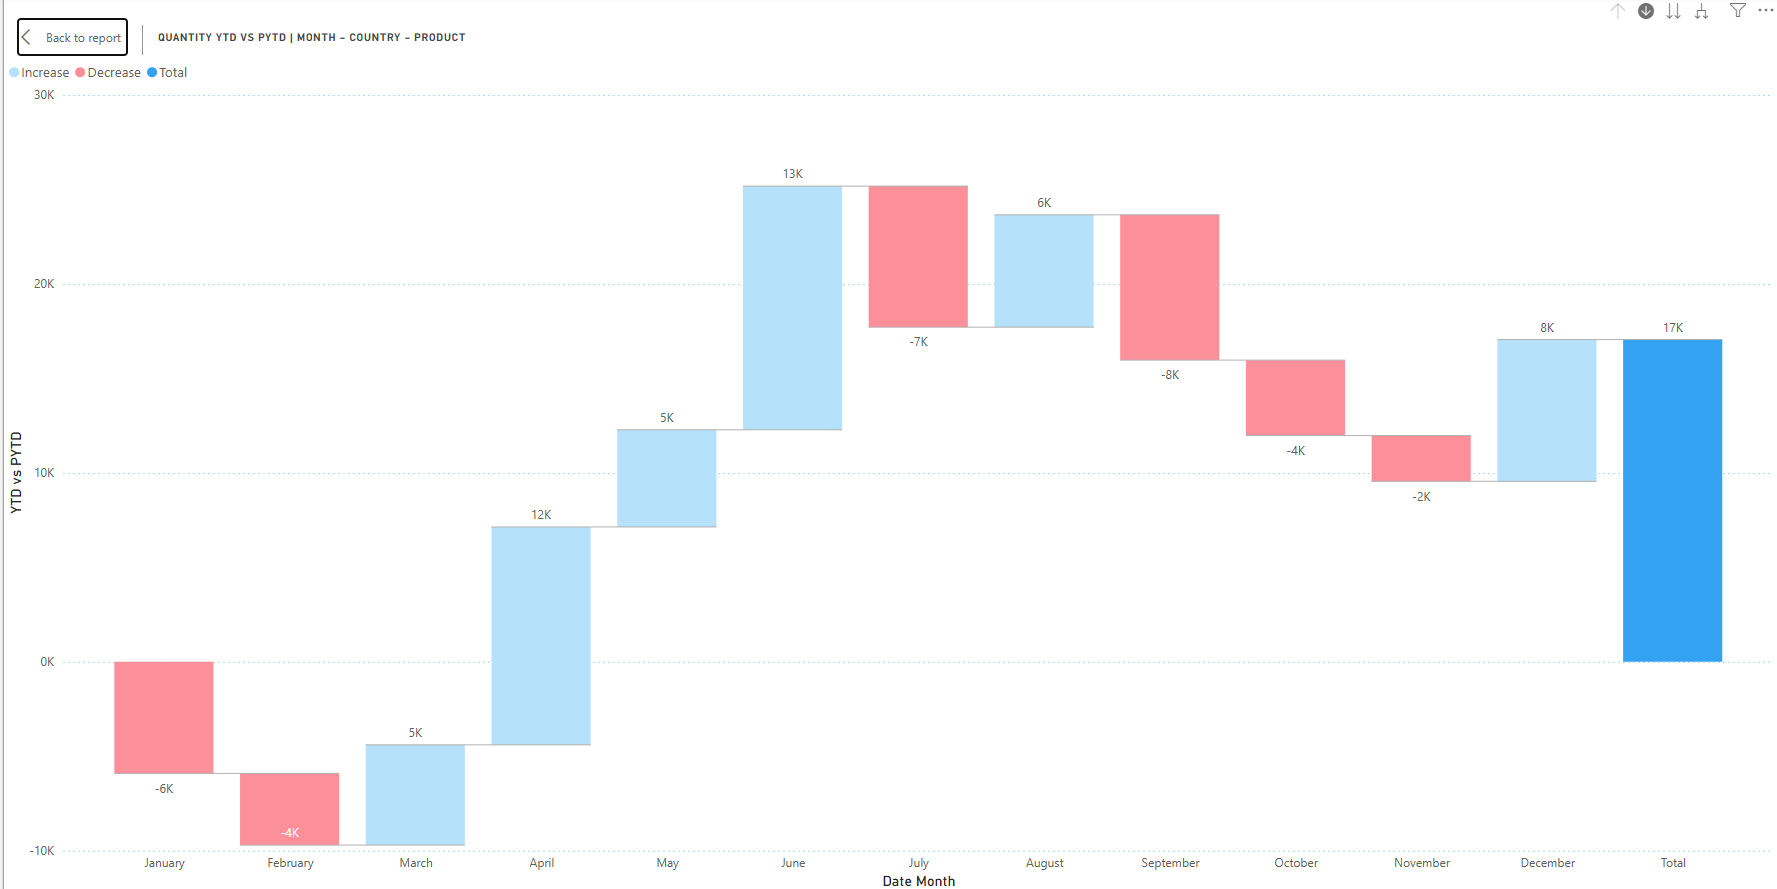 Back to report
QUANTITY YTD VS PYTD | MONTH - COUNTRY - PRODUCT
Increase Decrease Total
30K
20K
10K
0K
-10K
YTD vs PYTD
-6K
-4K
5K
12K
5K
13K
-7K
6K
-8K
-4K
-2K
8K
17K
January February March April May June July August September October November December Total
Date Month